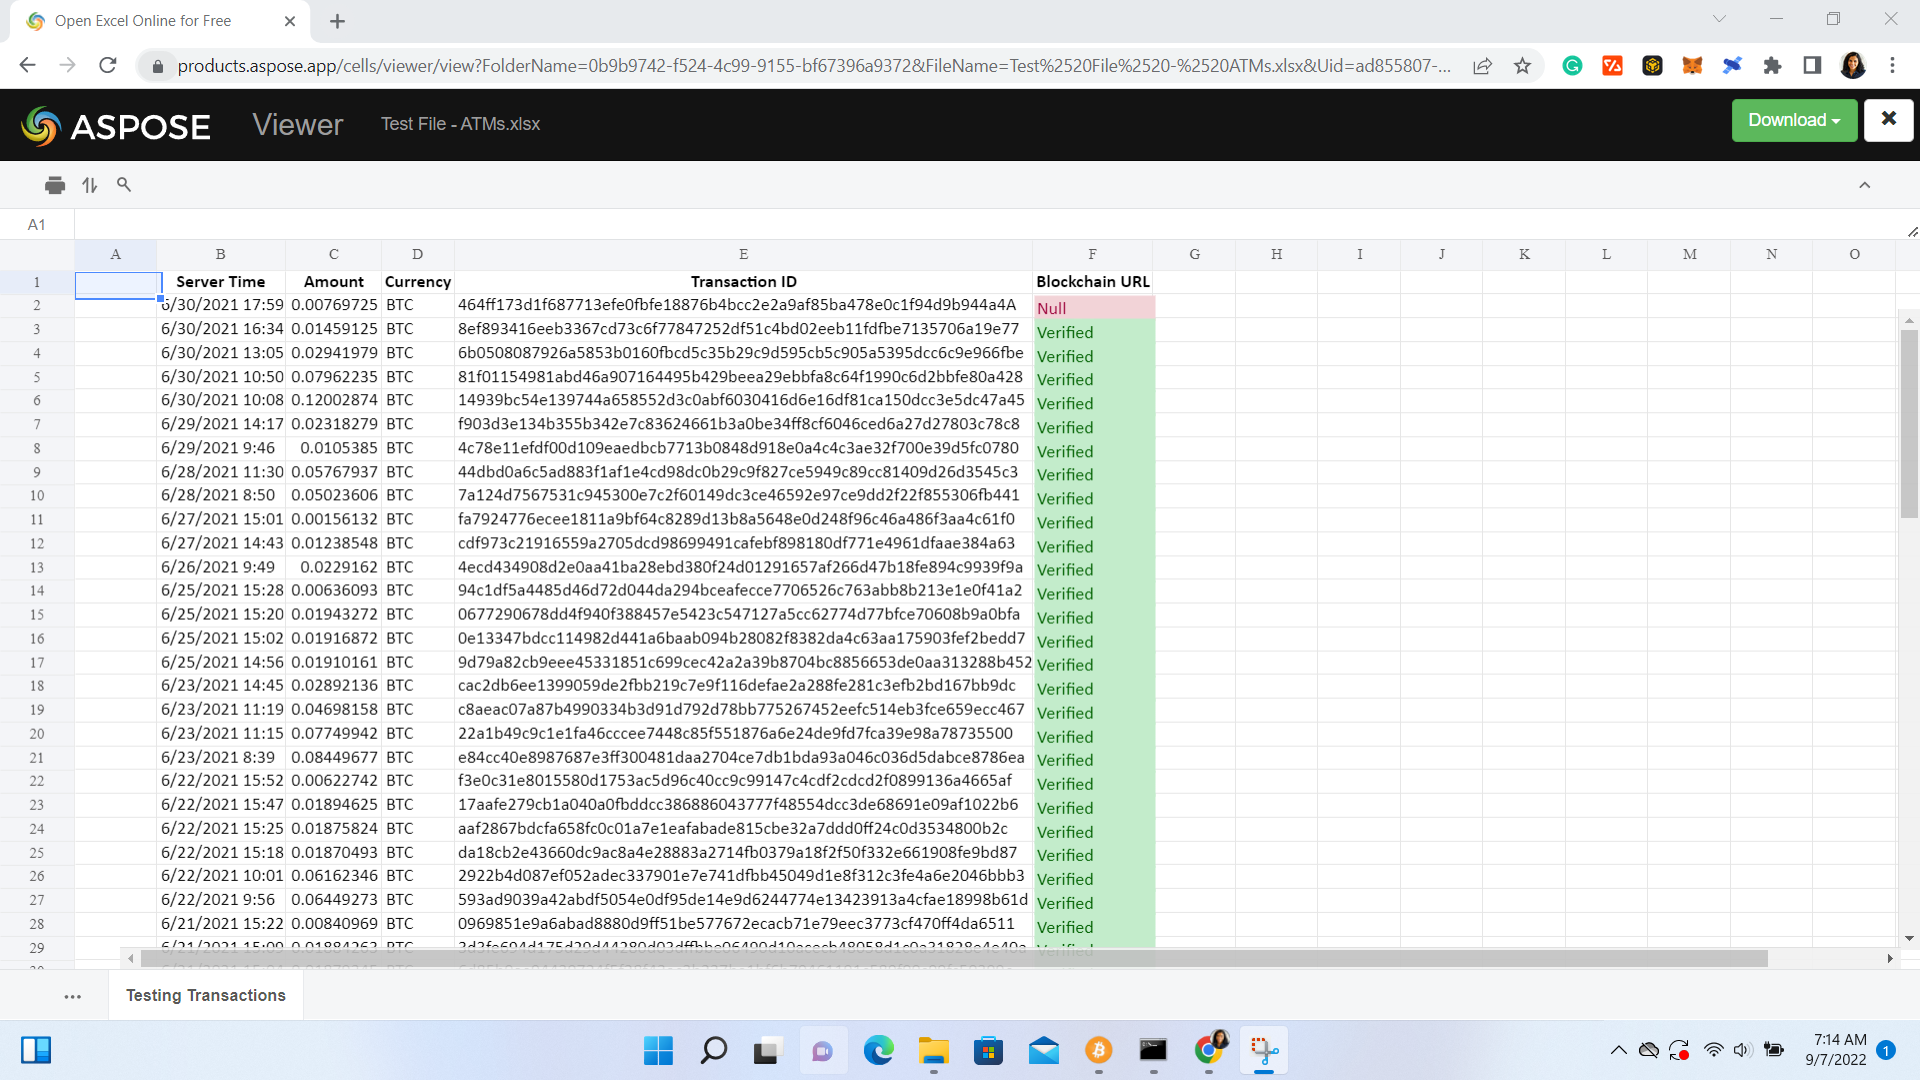 Open Excel Online for Free
products.aspose.app/cells/viewer/view?FolderName=0b9b9742-f524-4c99-9155-bf67396a9372&FileName=Test%2520File%2520-%2520ATMs.xlsx&Uid=ad855807-...
ASPOSE Viewer Test File - ATMs.xlsx Download
A1
A B C D E F G H I J K L M N O
1 Server Time Amount Currency Transaction ID Blockchain URL
2 6/30/2021 17:59 0.00769725 BTC 464ff173d1f687713efe0fbfe18876b4bcc2e2a9af85ba478e0c1f94d9b944a4A Null
3 6/30/2021 16:34 0.01459125 BTC 8ef893416eeb3367cd73c6f77847252df51c4bd02eeb11fdfbe7135706a19e77 Verified
4 6/30/2021 13:05 0.02941979 BTC 6b0508087926a5853b0160fbcd5c35b29c9d595cb5c905a5395dcc6c9e966fbe Verified
5 6/30/2021 10:50 0.07962235 BTC 81f01154981abd46a907164495b429beea29ebbfa8c64f1990c6d2bbfe80a428 Verified
6 6/30/2021 10:08 0.12002874 BTC 14939bc54e139744a658552d3c0abf6030416d6e16df81ca150dcc3e5dc47a45 Verified
7 6/29/2021 14:17 0.02318279 BTC f903d3e134b355b342e7c83624661b3a0be34ff8cf6046ced6a27d27803c78c8 Verified
8 6/29/2021 9:46 0.0105385 BTC 4c78e11efdf00d109eaedbcb7713b0848d918e0a4c4c3ae32f700e39d5fc0780 Verified
9 6/28/2021 11:30 0.05767937 BTC 44dbd0a6c5ad883f1af1e4cd98dc0b29c9f827ce5949c89cc81409d26d3545c3 Verified
10 6/28/2021 8:50 0.05023606 BTC 7a124d7567531c945300e7c2f60149dc3ce46592e97ce9dd2f22f855306fb441 Verified
11 6/27/2021 15:01 0.00156132 BTC fa7924776ecee1811a9bf64c8289d13b8a5648e0d248f96c46a486f3aa4c61f0 Verified
12 6/27/2021 14:43 0.01238548 BTC cdf973c21916559a2705dcd98699491cafebf898180df771e4961dfaae384a63 Verified
13 6/26/2021 9:49 0.0229162 BTC 4ecd434908d2e0aa41ba28ebd380f24d01291657af266d47b18fe894c9939f9a Verified
14 6/25/2021 15:28 0.00636093 BTC 94c1df5a4485d46d72d044da294bceafecce7706526c763abb8b213e1e0f41a2 Verified
15 6/25/2021 15:20 0.01943272 BTC 0677290678dd4f940f388457e5423c547127a5cc62774d77bfce70608b9a0bfa Verified
16 6/25/2021 15:02 0.01916872 BTC 0e13347bdcc114982d441a6baab094b28082f8382da4c63aa175903fef2bedd7 Verified
17 6/25/2021 14:56 0.01910161 BTC 9d79a82cb9eee45331851c699cec42a2a39b8704bc8856653de0aa313288b452 Verified
18 6/23/2021 14:45 0.02892136 BTC cac2db6ee1399059de2fbb219c7e9f116defae2a288fe281c3efb2bd167bb9dc Verified
19 6/23/2021 11:19 0.04698158 BTC c8aeac07a87b4990334b3d91d792d78bb775267452eefc514eb3fce659ecc467 Verified
20 6/23/2021 11:15 0.07749942 BTC 22a1b49c9c1e1fa46cccee7448c85f551876a6e24de9fd7fca39e98a78735500 Verified
21 6/23/2021 8:39 0.08449677 BTC e84cc40e8987687e3ff300481daa2704ce7db1bda93a046c036d5dabce8786ea Verified
22 6/22/2021 15:52 0.00622742 BTC f3e0c31e8015580d1753ac5d96c40cc9c99147c4cdf2cdcd2f0899136a4665af Verified
23 6/22/2021 15:47 0.01894625 BTC 17aafe279cb1a040a0fbddcc386886043777f48554dcc3de68691e09af1022b6 Verified
24 6/22/2021 15:25 0.01875824 BTC aaf2867bdcfa658fc0c01a7e1eafabade815cbe32a7ddd0ff24c0d3534800b2c Verified
25 6/22/2021 15:18 0.01870493 BTC da18cb2e43660dc9ac8a4e28883a2714fb0379a18f2f50f332e661908fe9bd87 Verified
26 6/22/2021 10:01 0.06162346 BTC 2922b4d087ef052adec337901e7e741dfbb45049d1e8f312c3fe4a6e2046bbb3 Verified
27 6/22/2021 9:56 0.06449273 BTC 593ad9039a42abdf5054e0df95de14e9d6244774e13423913a4cfae18998b61d Verified
28 6/21/2021 15:22 0.00840969 BTC 0969851e9a6abad8880d9ff51be577672ecacb71e79eec3773cf470ff4da6511 Verified
29 6/21/2021 15:09 0.01884263 BTC Verified
Testing Transactions
7:14 AM
9/7/2022
1